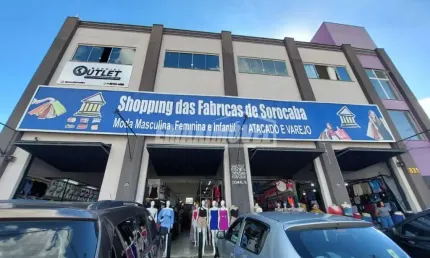 OUTLET
Shopping das Fabricas de Sorocaba
Moda Masculina, Feminina e Infantil ATACADO e VAREJO